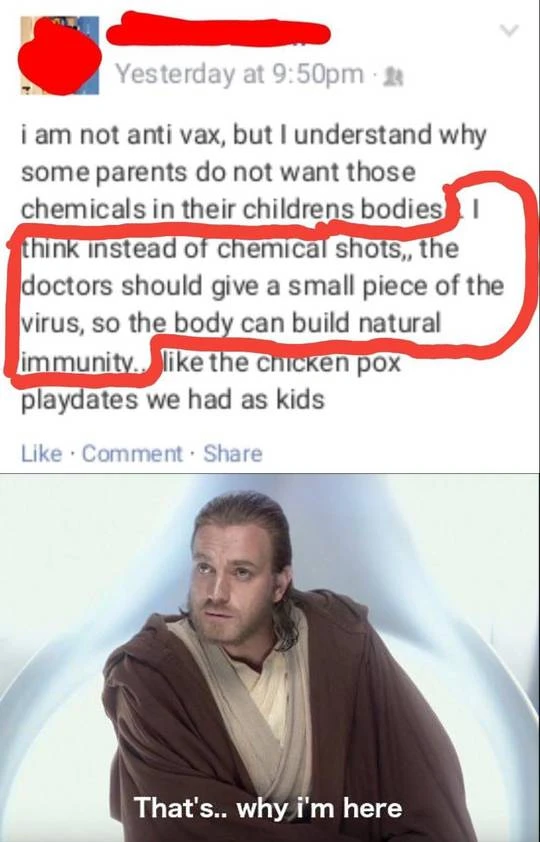 Yesterday at 9:50pm ·
i am not anti vax, but I understand why
some parents do not want those
chemicals in their childrens bodies. I
think instead of chemical shots,, the
doctors should give a small piece of the
virus, so the body can build natural
immunity.. like the chicken pox
playdates we had as kids
Like · Comment · Share
That's.. why i'm here